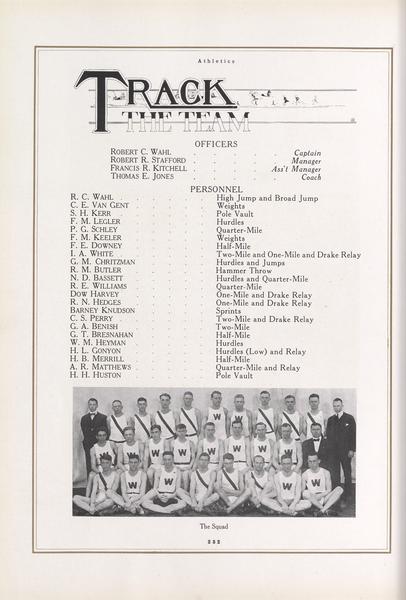 Athletics
TRACK
THE TEAM
OFFICERS
ROBERT C. WAHL . . . . . . Captain
ROBERT R. STAFFORD . . . . . . Manager
FRANCIS R. KITCHELL . . . . . Ass't Manager
THOMAS E. JONES . . . . . . Coach
PERSONNEL
R. C. WAHL . . . . . High Jump and Broad Jump
C. E. VAN GENT . . . . . Weights
S. H. KERR . . . . . Pole Vault
F. M. LEGLER . . . . . Hurdles
P. G. SCHLEY . . . . . Quarter-Mile
F. M. KEELER . . . . . Weights
F. E. DOWNEY . . . . . Half-Mile
I. A. WHITE . . . . . Two-Mile and One-Mile and Drake Relay
G. M. CHRITZMAN . . . . . Hurdles and Jumps
R. M. BUTLER . . . . . Hammer Throw
N. D. BASSETT . . . . . Hurdles and Quarter-Mile
R. E. WILLIAMS . . . . . Quarter-Mile
DOW HARVEY . . . . . One-Mile and Drake Relay
R. N. HEDGES . . . . . One-Mile and Drake Relay
BARNEY KNUDSON . . . . . Sprints
C. S. PERRY . . . . . Two-Mile and Drake Relay
G. A. BENISH . . . . . Two-Mile
G. T. BRESNAHAN . . . . . Half-Mile
W. M. HEYMAN . . . . . Hurdles
H. L. GONYON . . . . . Hurdles (Low) and Relay
H. B. MERRILL . . . . . Half-Mile
A. R. MATTHEWS . . . . . Quarter-Mile and Relay
H. H. HUSTON . . . . . Pole Vault
W W W W
W W W W
W W W W
The Squad
232